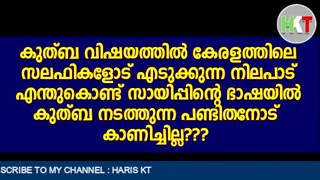 HKT
കുത്ബ വിഷയത്തിൽ കേരളത്തിലെ
സലഫികളോട് എടുക്കുന്ന നിലപാട്
എന്തുകൊണ്ട് സായിപ്പിന്റെ ഭാഷയിൽ
കുത്ബ നടത്തുന്ന പണ്ടിതനോട്
കാണിച്ചില്ല???
SCRIBE TO MY CHANNEL : HARIS KT